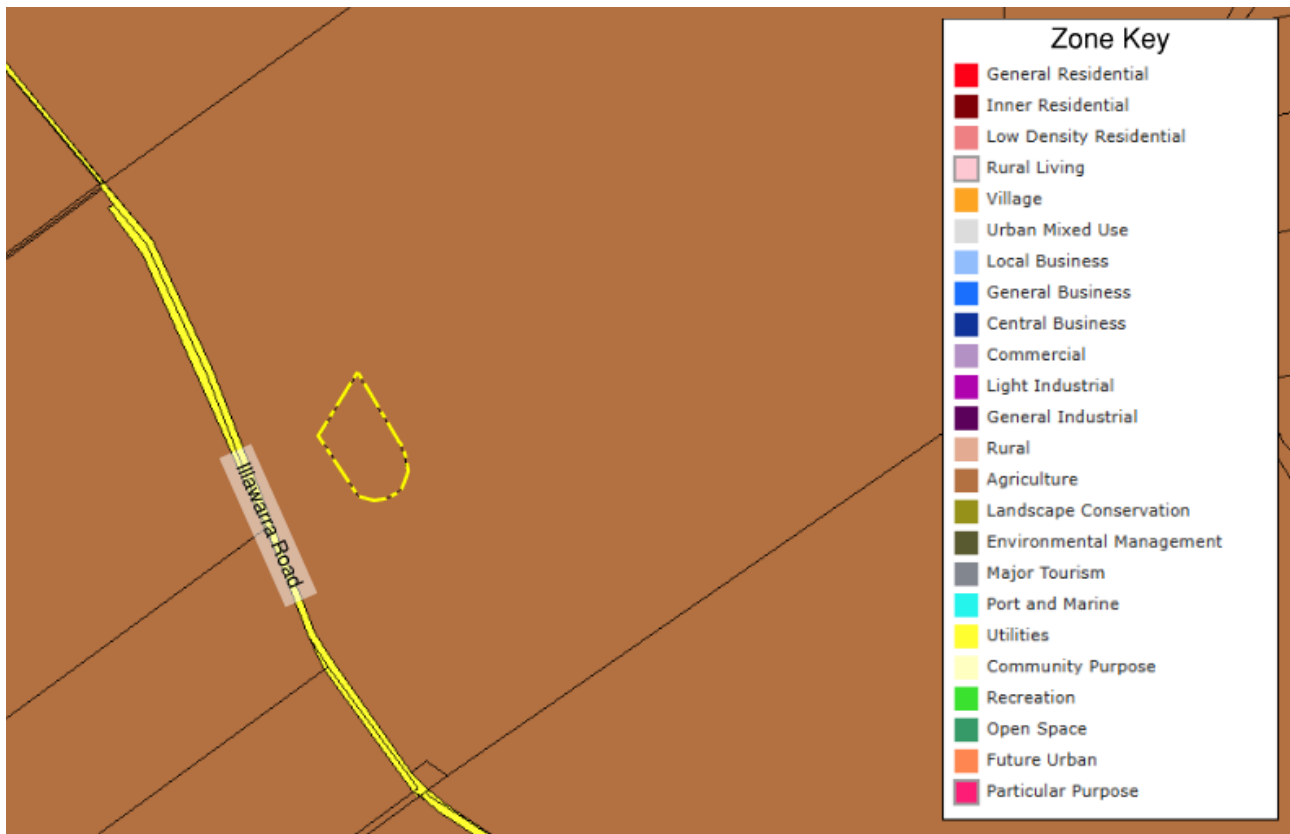 Illawarra Road
Zone Key
General Residential
Inner Residential
Low Density Residential
Rural Living
Village
Urban Mixed Use
Local Business
General Business
Central Business
Commercial
Light Industrial
General Industrial
Rural
Agriculture
Landscape Conservation
Environmental Management
Major Tourism
Port and Marine
Utilities
Community Purpose
Recreation
Open Space
Future Urban
Particular Purpose